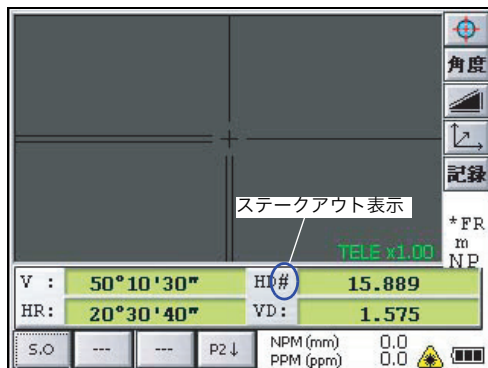 角度
記録
ステークアウト表示
*FR
m
NP
TELE x1.00
V : 50°10'30" HD# 15.889
HR: 20°30'40" VD: 1.575
S.O --- --- P2↓ NPM (mm) 0.0
PPM (ppm) 0.0